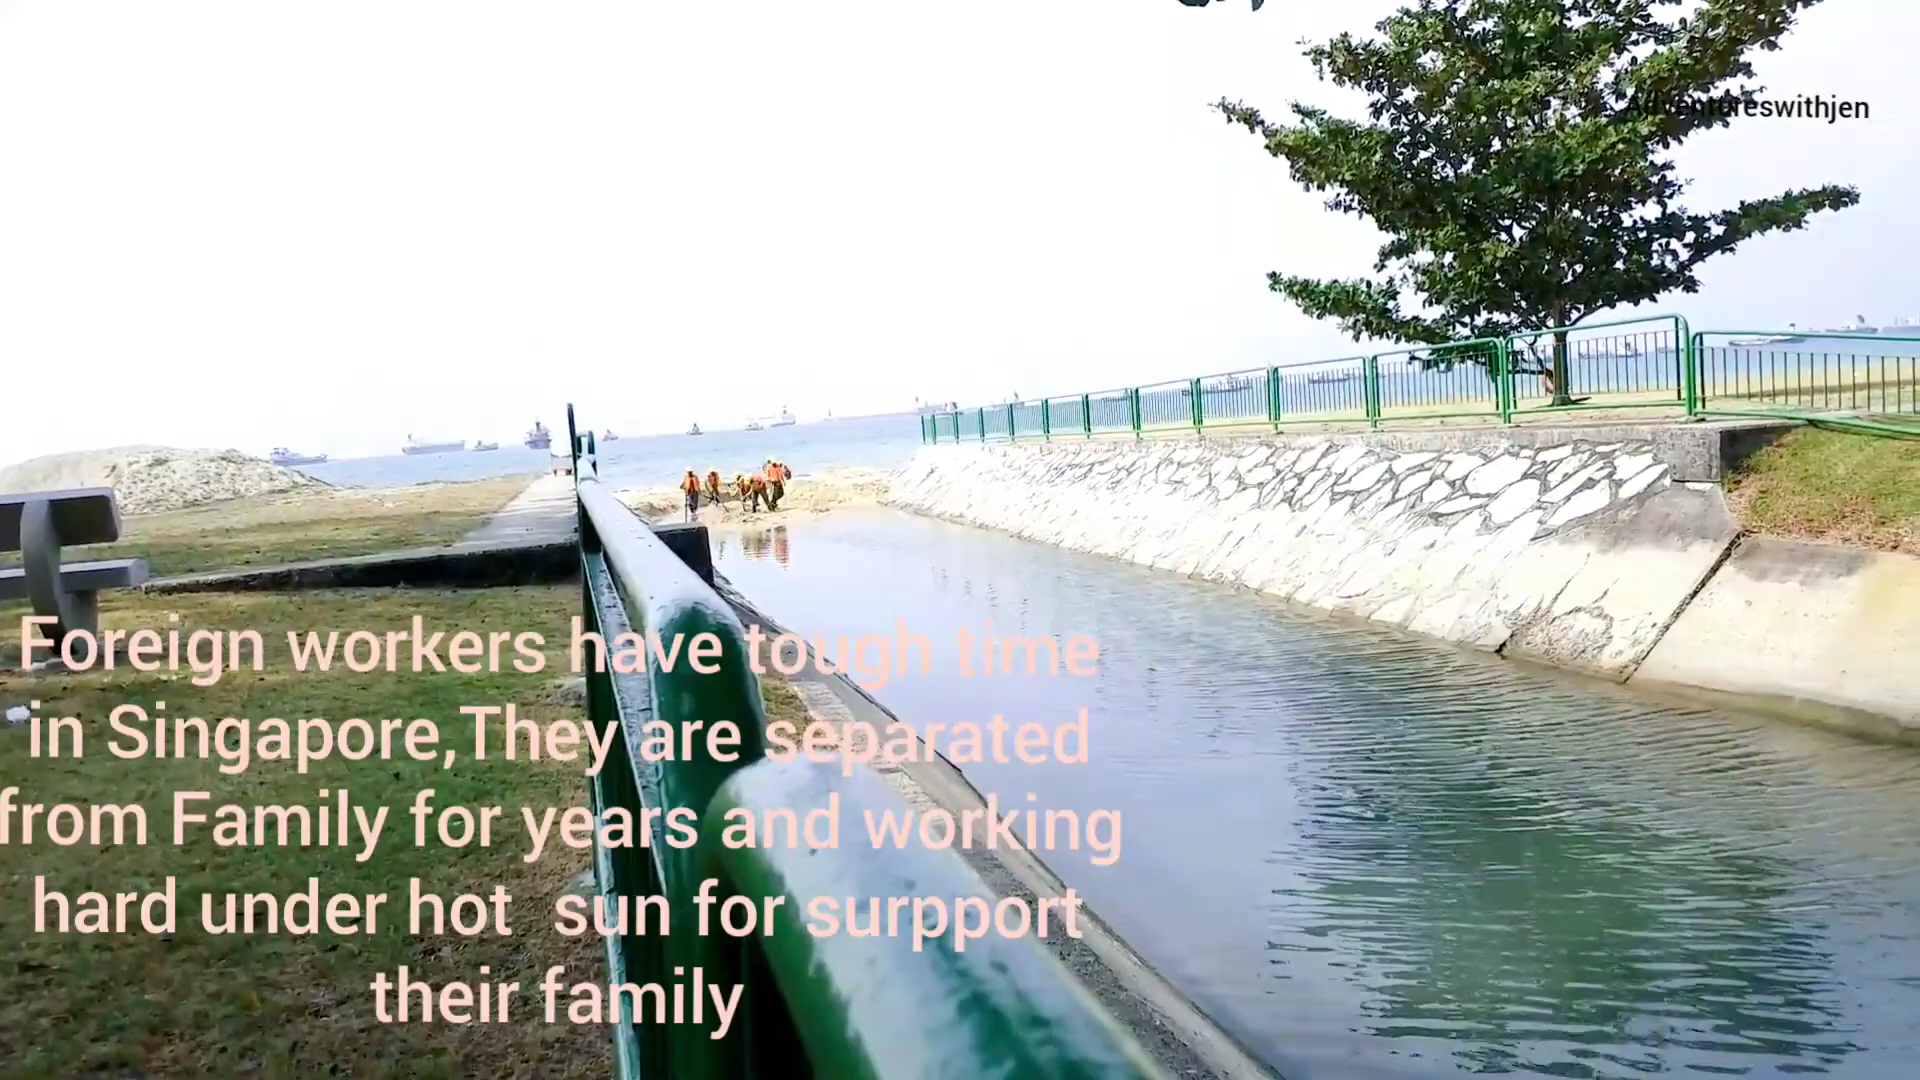 Adventureswithjen
Foreign workers have tough time
in Singapore,They are separated
from Family for years and working
hard under hot  sun for surpport
their family